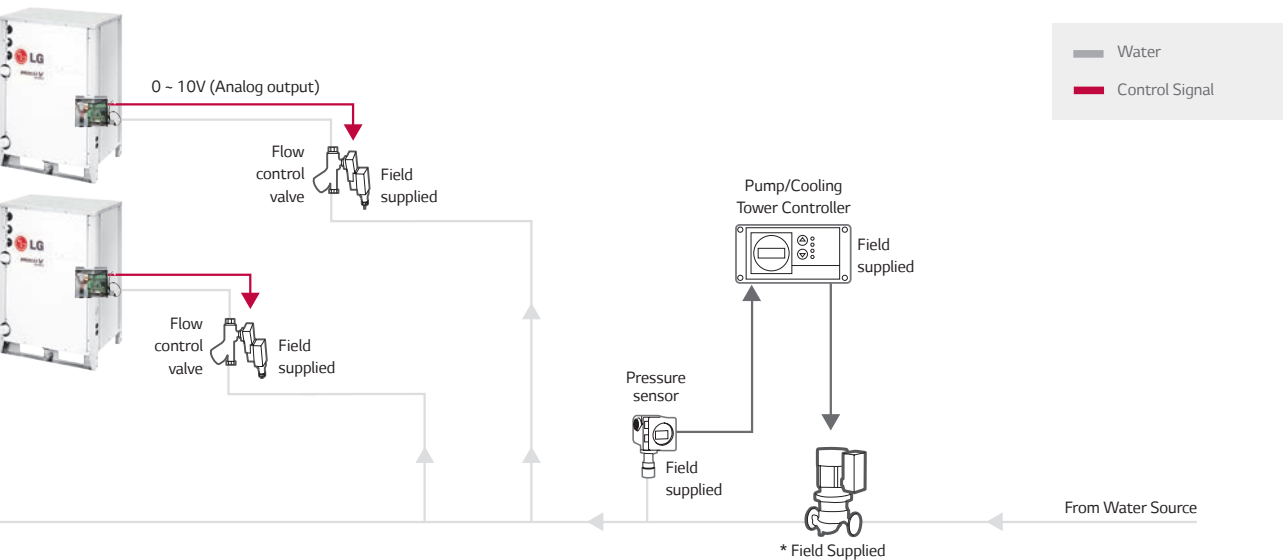 LG
0 ~ 10V (Analog output)
Flow
control
valve
Field
supplied
LG
Flow
control
valve
Field
supplied
Pump/Cooling
Tower Controller
Field
supplied
Pressure
sensor
Field
supplied
* Field Supplied
From Water Source
Water
Control Signal